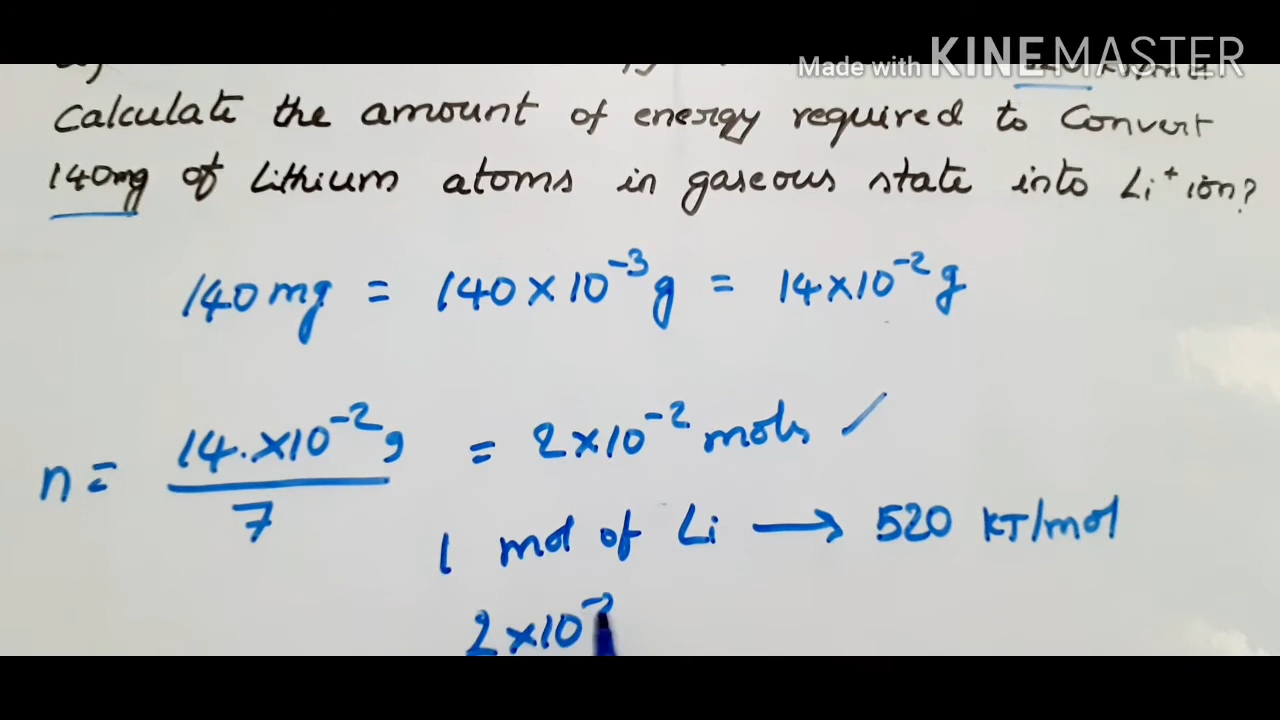 Made with KINEMASTER
Calculate the amount of energy required to Convert
140mg of Lithium atoms in gaseous state into Li⁺ ion?
140 mg = 140 × 10⁻³ g = 14 × 10⁻² g
n = 14. × 10⁻² g / 7 = 2 × 10⁻² mols ✓
1 mol of Li → 520 KJ/mol
2 × 10